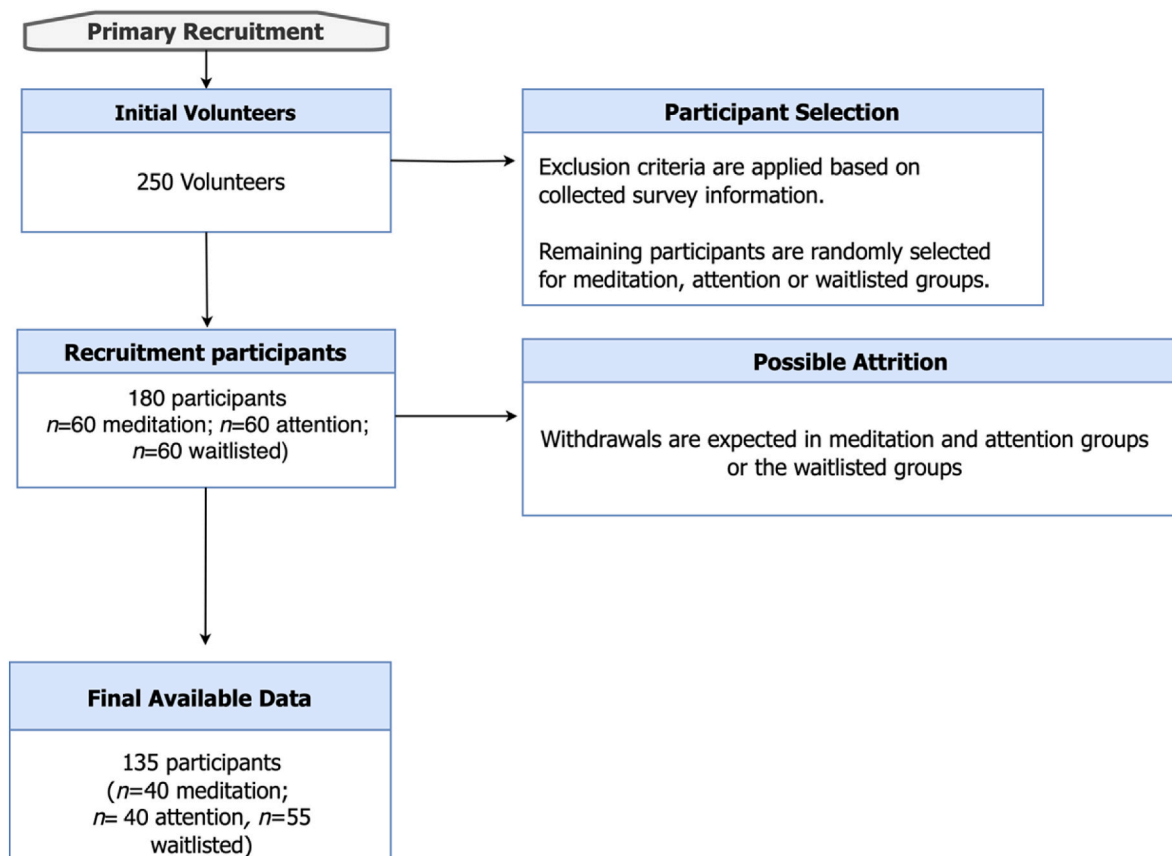 Primary Recruitment
Initial Volunteers
250 Volunteers
Participant Selection
Exclusion criteria are applied based on
collected survey information.
Remaining participants are randomly selected
for meditation, attention or waitlisted groups.
Recruitment participants
180 participants
n=60 meditation; n=60 attention;
n=60 waitlisted)
Possible Attrition
Withdrawals are expected in meditation and attention groups
or the waitlisted groups
Final Available Data
135 participants
(n=40 meditation;
n= 40 attention, n=55
waitlisted)